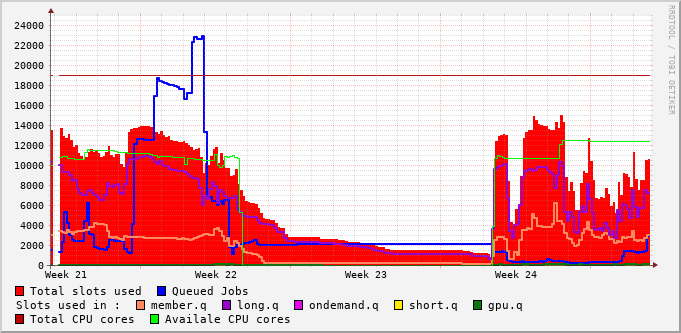 24000
22000
20000
18000
16000
14000
12000
10000
8000
6000
4000
2000
0
Week 21 Week 22 Week 23 Week 24
Total slots used Queued Jobs
Slots used in : member.q long.q ondemand.q short.q gpu.q
Total CPU cores Availale CPU cores
RRDTOOL / TOBI OETIKER